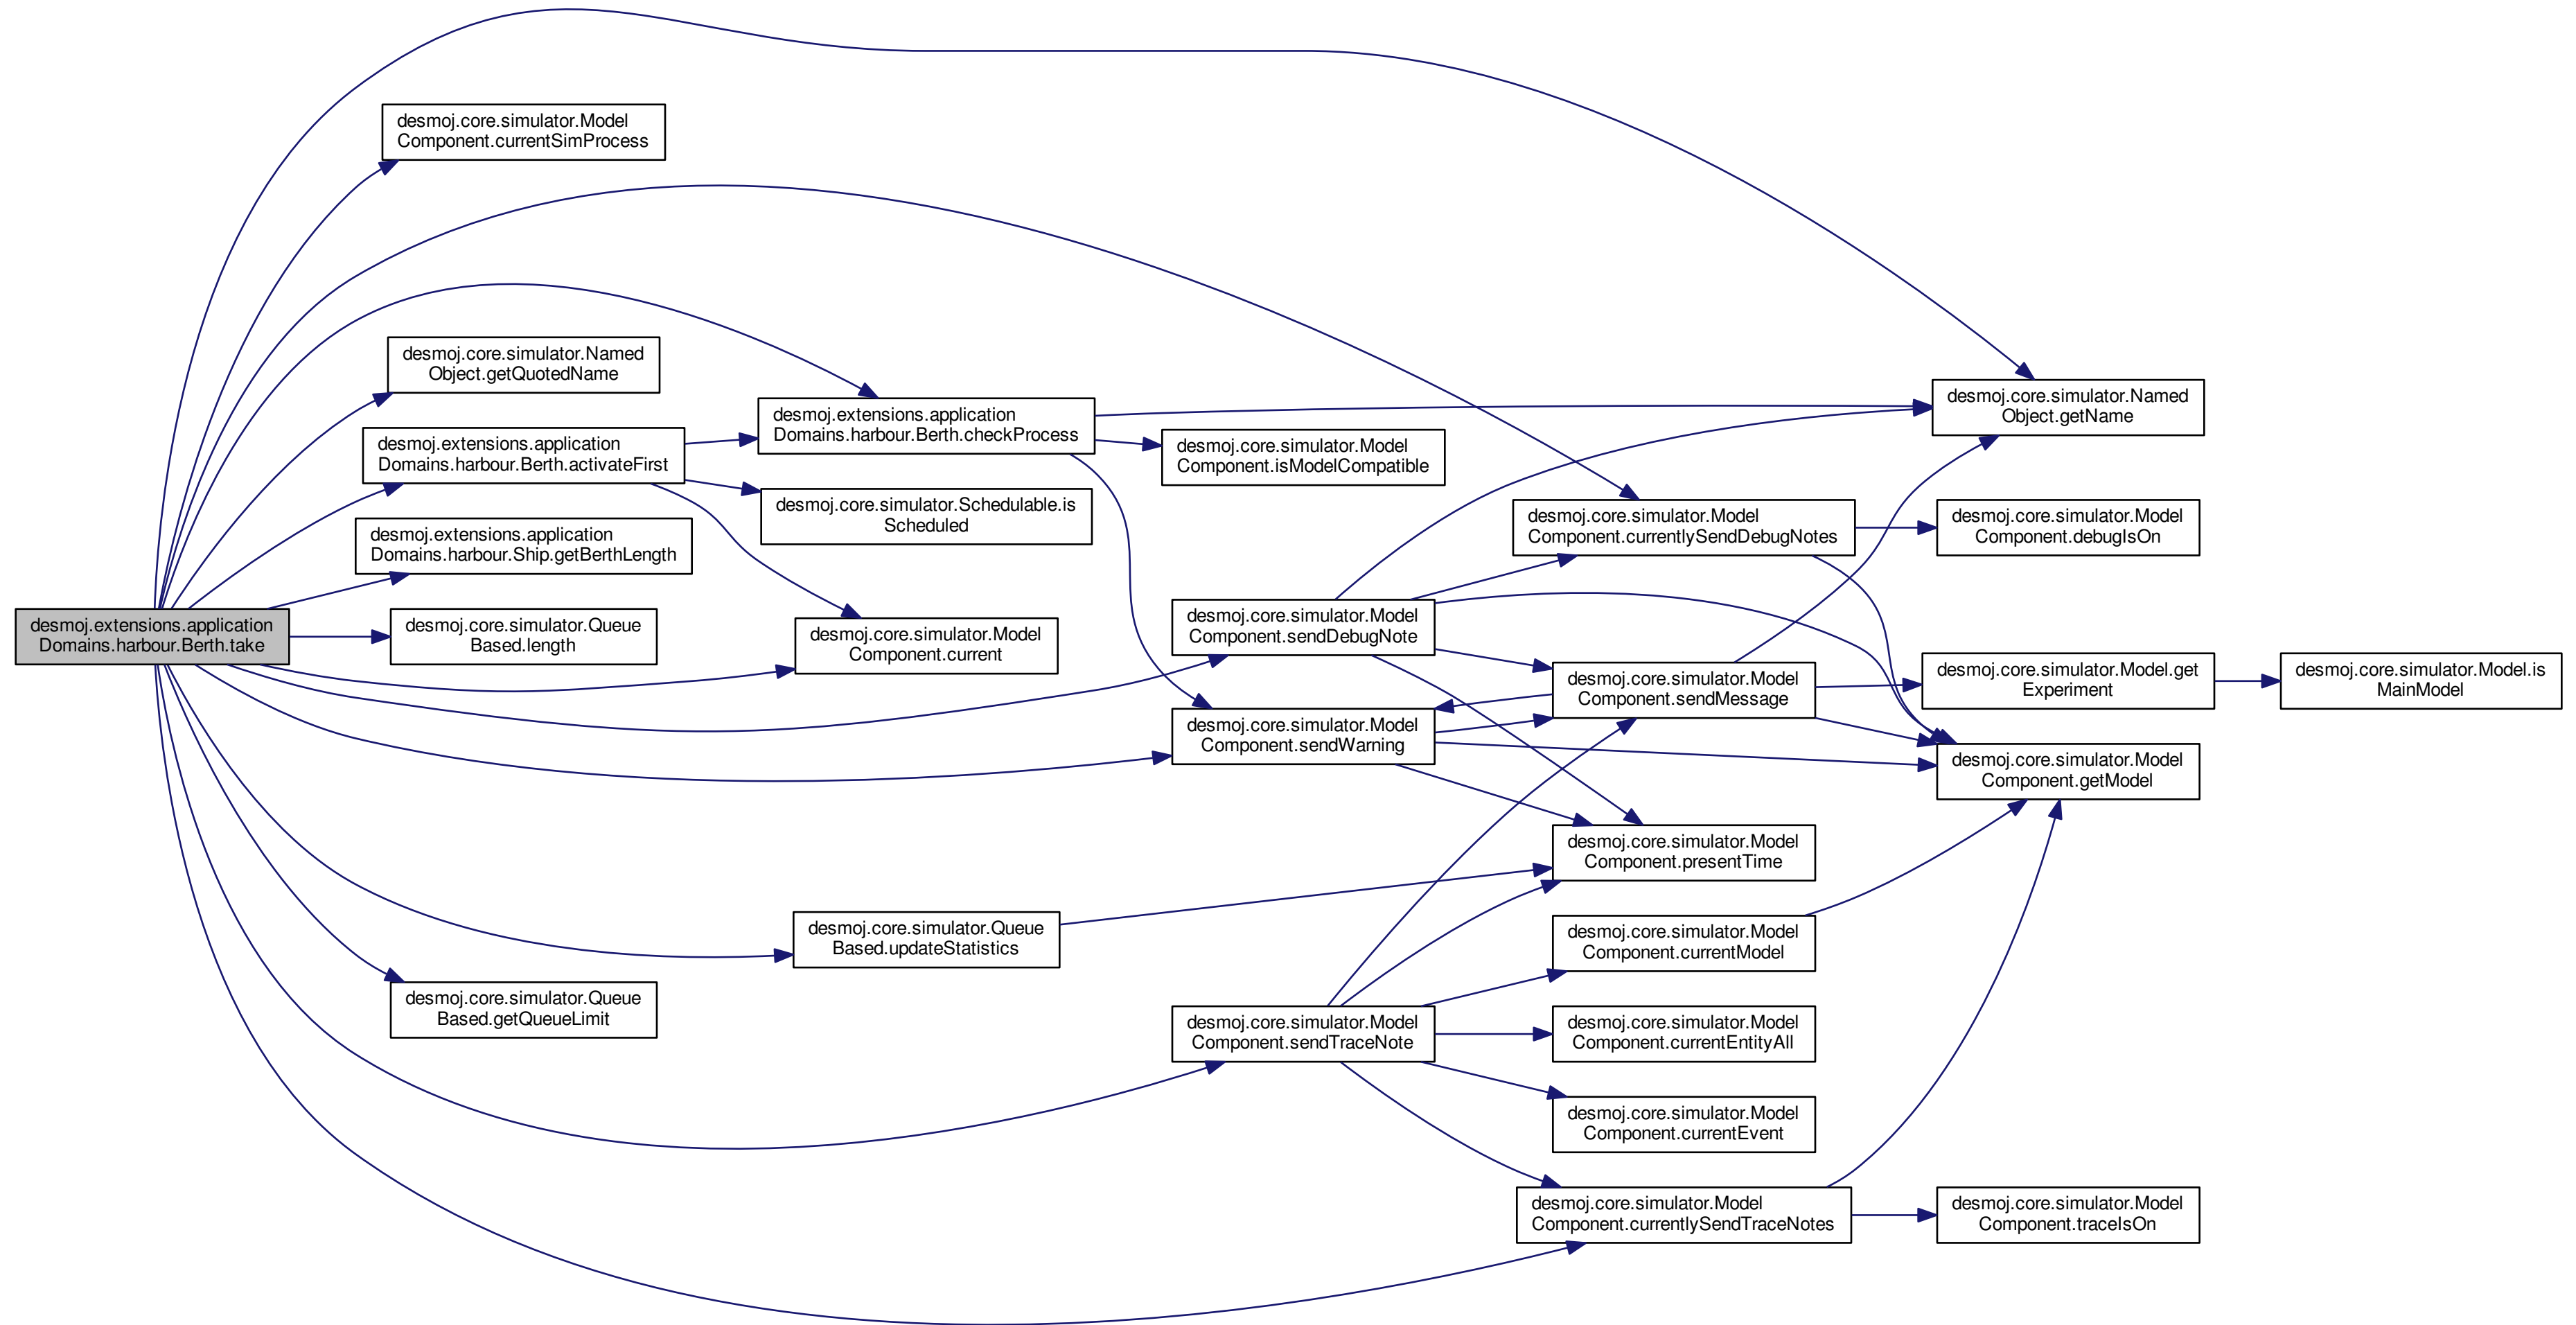 desmoj.extensions.application
Domains.harbour.Berth.take
desmoj.core.simulator.Model
Component.currentSimProcess
desmoj.core.simulator.Named
Object.getQuotedName
desmoj.extensions.application
Domains.harbour.Berth.activateFirst
desmoj.extensions.application
Domains.harbour.Ship.getBerthLength
desmoj.core.simulator.Queue
Based.length
desmoj.core.simulator.Queue
Based.getQueueLimit
desmoj.extensions.application
Domains.harbour.Berth.checkProcess
desmoj.core.simulator.Schedulable.is
Scheduled
desmoj.core.simulator.Model
Component.current
desmoj.core.simulator.Queue
Based.updateStatistics
desmoj.core.simulator.Model
Component.isModelCompatible
desmoj.core.simulator.Model
Component.sendDebugNote
desmoj.core.simulator.Model
Component.sendWarning
desmoj.core.simulator.Model
Component.sendTraceNote
desmoj.core.simulator.Model
Component.currentlySendDebugNotes
desmoj.core.simulator.Model
Component.sendMessage
desmoj.core.simulator.Model
Component.presentTime
desmoj.core.simulator.Model
Component.currentModel
desmoj.core.simulator.Model
Component.currentEntityAll
desmoj.core.simulator.Model
Component.currentEvent
desmoj.core.simulator.Model
Component.currentlySendTraceNotes
desmoj.core.simulator.Named
Object.getName
desmoj.core.simulator.Model
Component.debugIsOn
desmoj.core.simulator.Model.get
Experiment
desmoj.core.simulator.Model
Component.getModel
desmoj.core.simulator.Model
Component.traceIsOn
desmoj.core.simulator.Model.is
MainModel